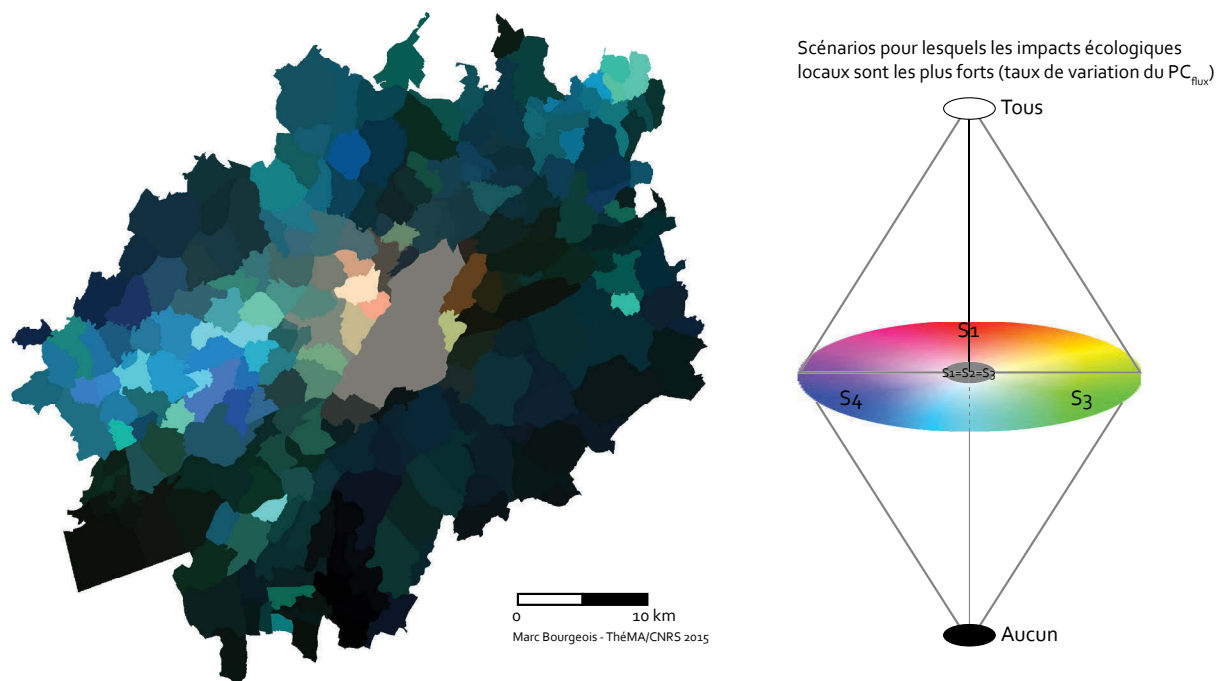 Scénarios pour lesquels les impacts écologiques
locaux sont les plus forts (taux de variation du PCflux)
Tous
S1
S1=S2=S3
S4
S3
0
10 km
Marc Bourgeois - ThéMA/CNRS 2015
Aucun